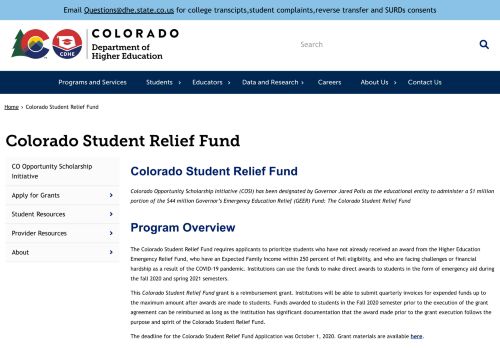 Email Questions@dhe.state.co.us for college transcipts,student complaints,reverse transfer and SURDs consents
COLORADO
Department of
Higher Education
CDHE
Search
Programs and Services Students Educators Data and Research Careers About Us Contact Us
Home › Colorado Student Relief Fund
Colorado Student Relief Fund
CO Opportunity Scholarship
Initiative
Apply for Grants
Student Resources
Provider Resources
About
Colorado Student Relief Fund
Colorado Opportunity Scholarship Initiative (COSI) has been designated by Governor Jared Polis as the educational entity to administer a $1 million
portion of the $44 million Governor's Emergency Education Relief (GEER) Fund: The Colorado Student Relief Fund
Program Overview
The Colorado Student Relief Fund requires applicants to prioritize students who have not already received an award from the Higher Education
Emergency Relief Fund, who have an Expected Family Income within 250 percent of Pell eligibility, and who are facing challenges or financial
hardship as a result of the COVID-19 pandemic. Institutions can use the funds to make direct awards to students in the form of emergency aid during
the fall 2020 and spring 2021 semesters.
This Colorado Student Relief Fund grant is a reimbursement grant. Institutions will be able to submit quarterly invoices for expended funds up to
the maximum amount after awards are made to students. Funds awarded to students in the Fall 2020 semester prior to the execution of the grant
agreement can be reimbursed as long as the institution has significant documentation that the award made prior to the grant execution follows the
purpose and spirit of the Colorado Student Relief Fund.
The deadline for the Colorado Student Relief Fund Application was October 1, 2020. Grant materials are available here.